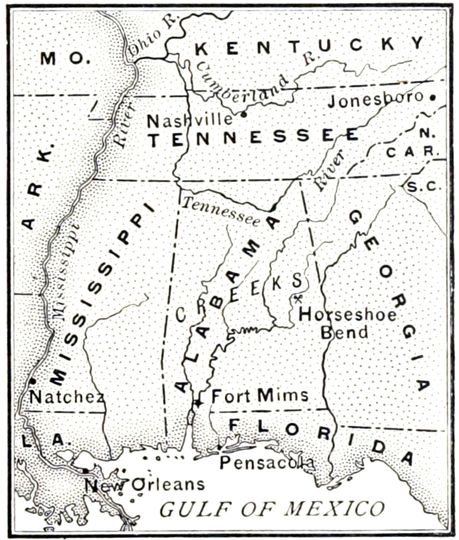 Ohio R.
KENTUCKY
MO.
Cumberland R.
Jonesboro
Nashville
TENNESSEE
River
N.
CAR.
S.C.
ARK.
Tennessee River
Mississippi
MISSISSIPPI
ALABAMA
GEORGIA
CREEKS
Horseshoe
Bend
Natchez
Fort Mims
LA.
FLORIDA
Pensacola
New Orleans
GULF OF MEXICO